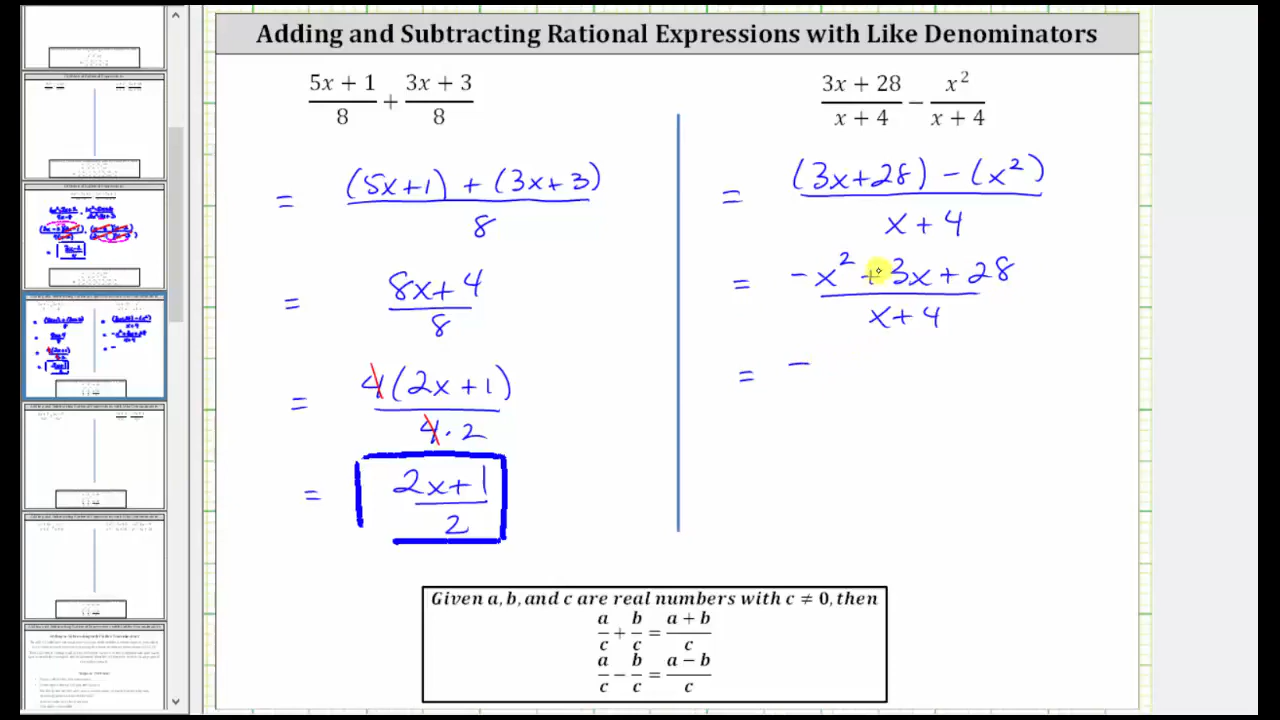 Adding and Subtracting Rational Expressions with Like Denominators
5x + 1 3x + 3
+
8 8
= (5x+1) + (3x+3)
8
= 8x+4
8
= 4(2x+1)
4·2
= 2x+1
2
3x + 28 x²
−
x + 4 x + 4
= (3x+28) − (x²)
x+4
= −x² + 3x + 28
x+4
= −
Given a, b, and c are real numbers with c ≠ 0, then
a b a + b
+ =
c c c
a b a − b
− =
c c c